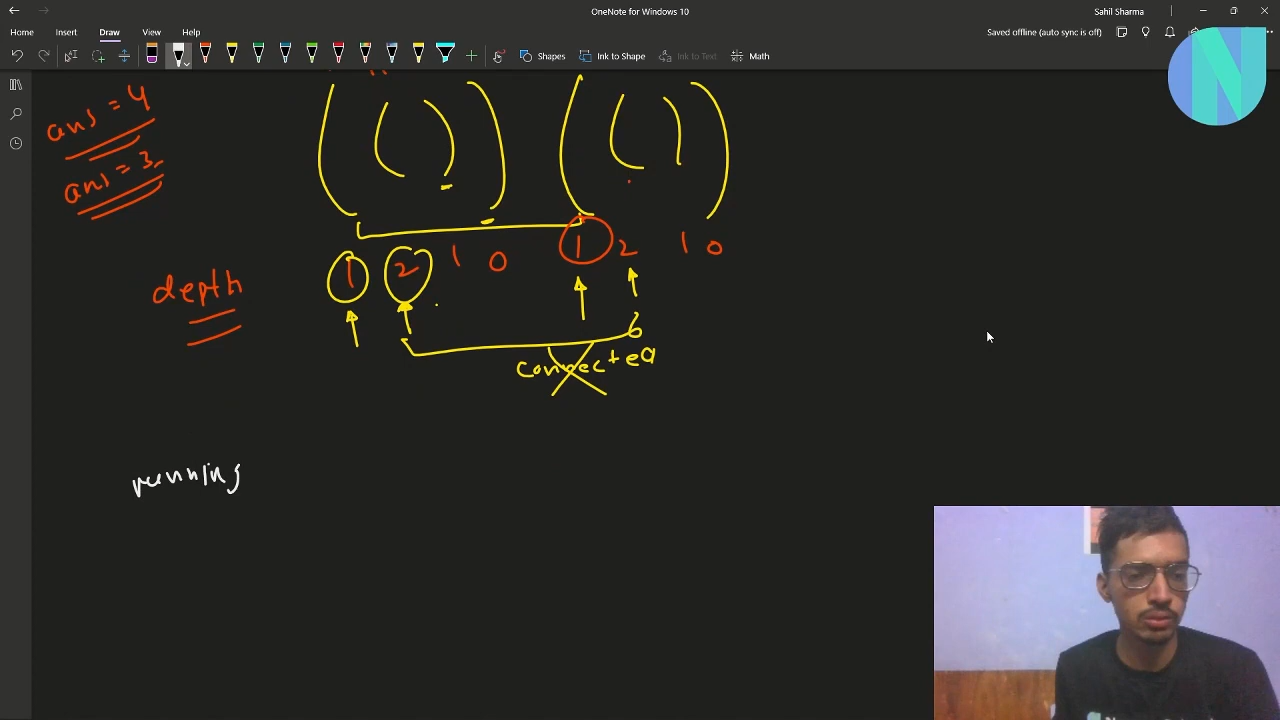 OneNote for Windows 10
Sahil Sharma
Home Insert Draw View Help
Saved offline (auto sync is off)
Shapes Ink to Shape Ink to Text Math
ans = 4
ans = 3
( ( ) ) ( ( ) )
1 2 1 0 1 2 1 0
depth
connected
running
N